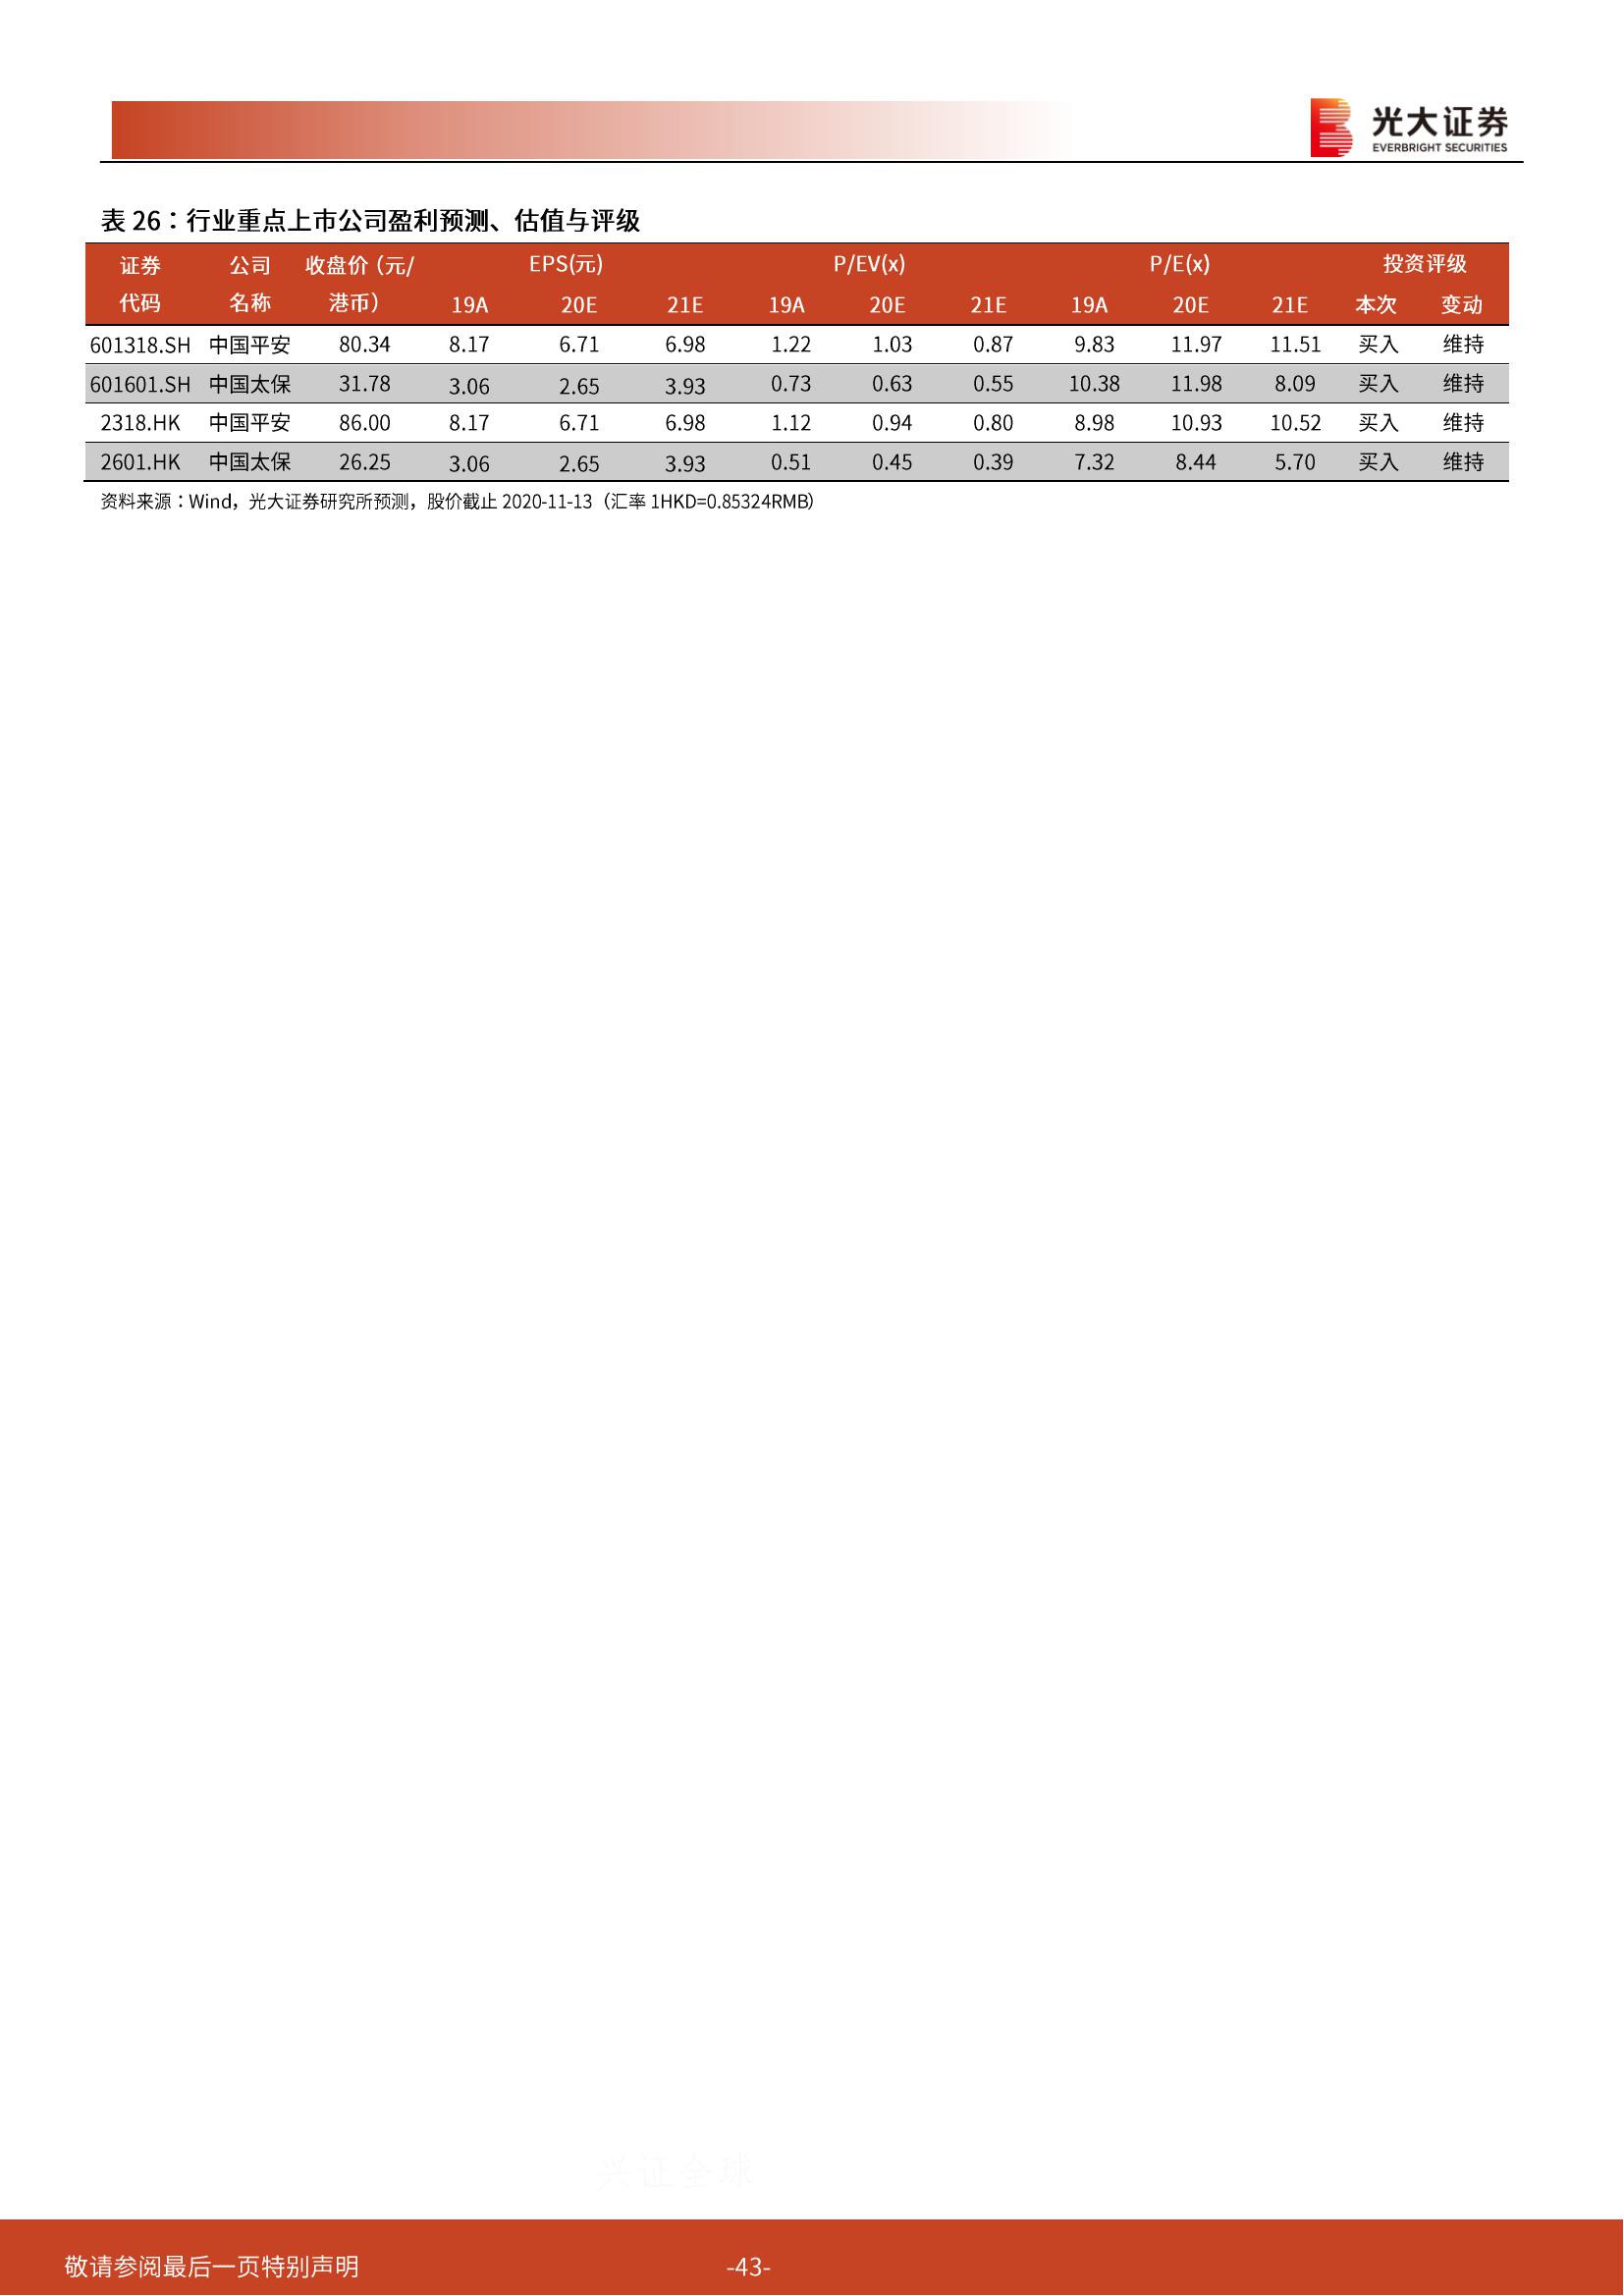 光大证券
EVERBRIGHT SECURITIES
表 26：行业重点上市公司盈利预测、估值与评级
证券 公司 收盘价（元/ EPS(元) P/EV(x) P/E(x) 投资评级
代码 名称 港币） 19A 20E 21E 19A 20E 21E 19A 20E 21E 本次 变动
601318.SH 中国平安 80.34 8.17 6.71 6.98 1.22 1.03 0.87 9.83 11.97 11.51 买入 维持
601601.SH 中国太保 31.78 3.06 2.65 3.93 0.73 0.63 0.55 10.38 11.98 8.09 买入 维持
2318.HK 中国平安 86.00 8.17 6.71 6.98 1.12 0.94 0.80 8.98 10.93 10.52 买入 维持
2601.HK 中国太保 26.25 3.06 2.65 3.93 0.51 0.45 0.39 7.32 8.44 5.70 买入 维持
资料来源：Wind，光大证券研究所预测，股价截止 2020-11-13（汇率 1HKD=0.85324RMB）
兴证全球
敬请参阅最后一页特别声明 -43-